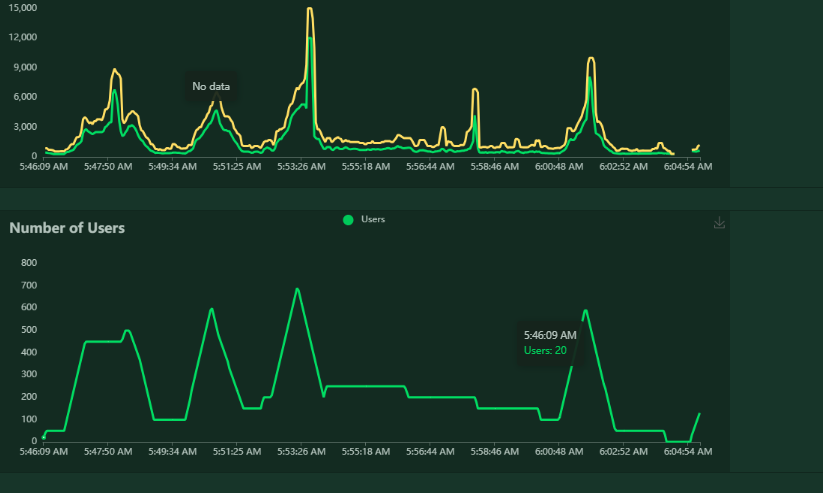 15,000
12,000
9,000
6,000
3,000
0
No data
5:46:09 AM 5:47:50 AM 5:49:34 AM 5:51:25 AM 5:53:26 AM 5:55:18 AM 5:56:44 AM 5:58:46 AM 6:00:48 AM 6:02:52 AM 6:04:54 AM
Number of Users
Users
800
700
600
500
400
300
200
100
0
5:46:09 AM
Users: 20
5:46:09 AM 5:47:50 AM 5:49:34 AM 5:51:25 AM 5:53:26 AM 5:55:18 AM 5:56:44 AM 5:58:46 AM 6:00:48 AM 6:02:52 AM 6:04:54 AM